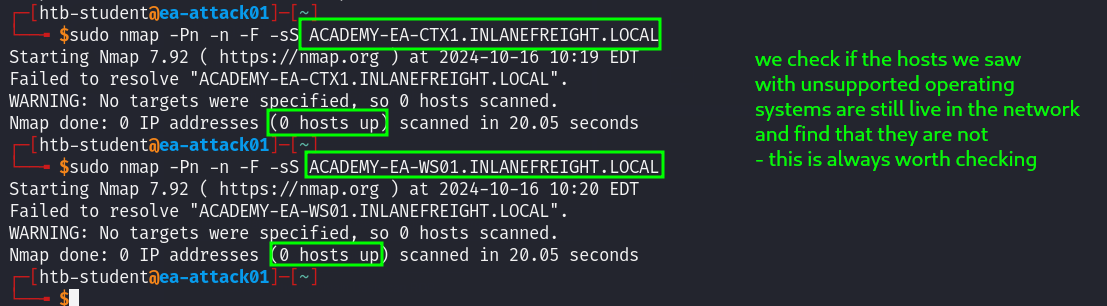 [htb-student@ea-attack01]─[~]
$sudo nmap -Pn -n -F -sS ACADEMY-EA-CTX1.INLANEFREIGHT.LOCAL
Starting Nmap 7.92 ( https://nmap.org ) at 2024-10-16 10:19 EDT
Failed to resolve "ACADEMY-EA-CTX1.INLANEFREIGHT.LOCAL".
WARNING: No targets were specified, so 0 hosts scanned.
Nmap done: 0 IP addresses (0 hosts up) scanned in 20.05 seconds
[htb-student@ea-attack01]─[~]
$sudo nmap -Pn -n -F -sS ACADEMY-EA-WS01.INLANEFREIGHT.LOCAL
Starting Nmap 7.92 ( https://nmap.org ) at 2024-10-16 10:20 EDT
Failed to resolve "ACADEMY-EA-WS01.INLANEFREIGHT.LOCAL".
WARNING: No targets were specified, so 0 hosts scanned.
Nmap done: 0 IP addresses (0 hosts up) scanned in 20.05 seconds
[htb-student@ea-attack01]─[~]
$
we check if the hosts we saw
with unsupported operating
systems are still live in the network
and find that they are not
- this is always worth checking